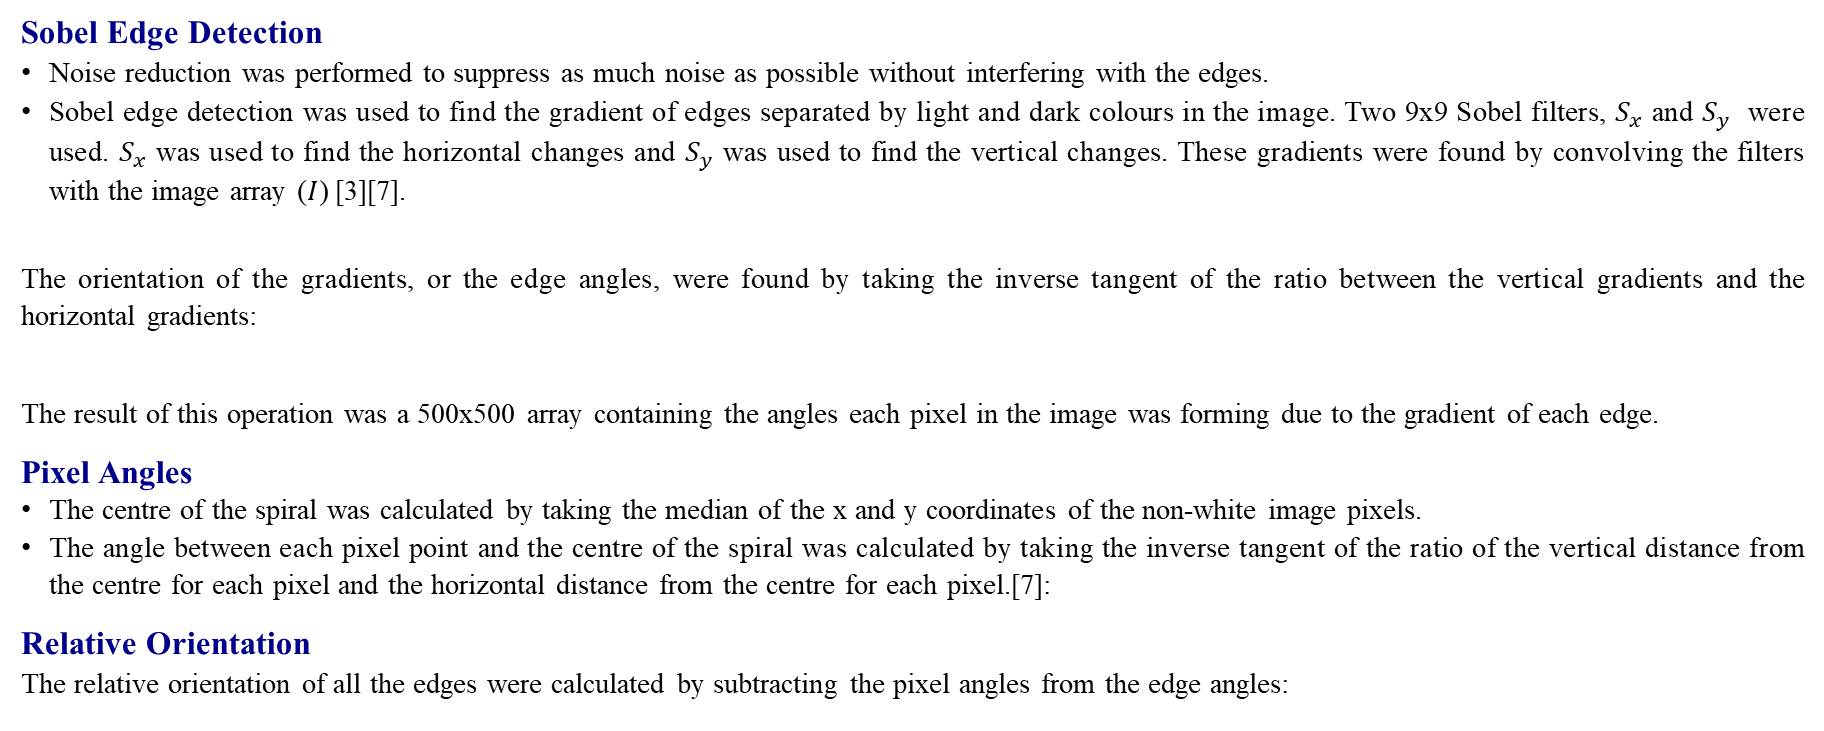 Sobel Edge Detection
• Noise reduction was performed to suppress as much noise as possible without interfering with the edges.
• Sobel edge detection was used to find the gradient of edges separated by light and dark colours in the image. Two 9x9 Sobel filters, Sₓ and S_y were
used. Sₓ was used to find the horizontal changes and S_y was used to find the vertical changes. These gradients were found by convolving the filters
with the image array (I) [3][7].
The orientation of the gradients, or the edge angles, were found by taking the inverse tangent of the ratio between the vertical gradients and the
horizontal gradients:
The result of this operation was a 500x500 array containing the angles each pixel in the image was forming due to the gradient of each edge.
Pixel Angles
• The centre of the spiral was calculated by taking the median of the x and y coordinates of the non-white image pixels.
• The angle between each pixel point and the centre of the spiral was calculated by taking the inverse tangent of the ratio of the vertical distance from
the centre for each pixel and the horizontal distance from the centre for each pixel.[7]:
Relative Orientation
The relative orientation of all the edges were calculated by subtracting the pixel angles from the edge angles: